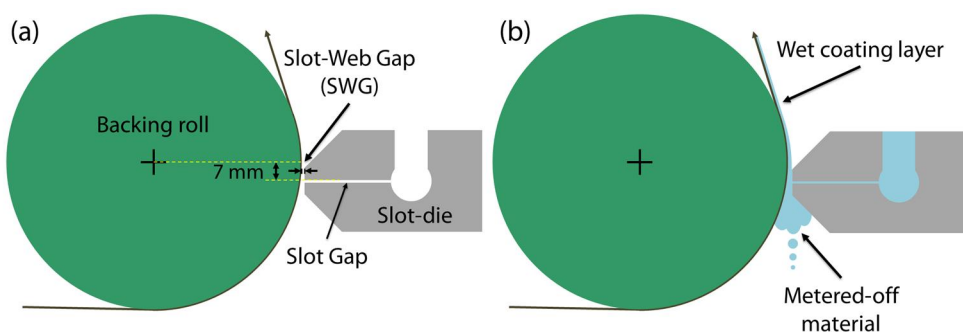 (a)
Slot-Web Gap
(SWG)
Backing roll
7 mm
Slot-die
Slot Gap
(b)
Wet coating layer
Metered-off
material